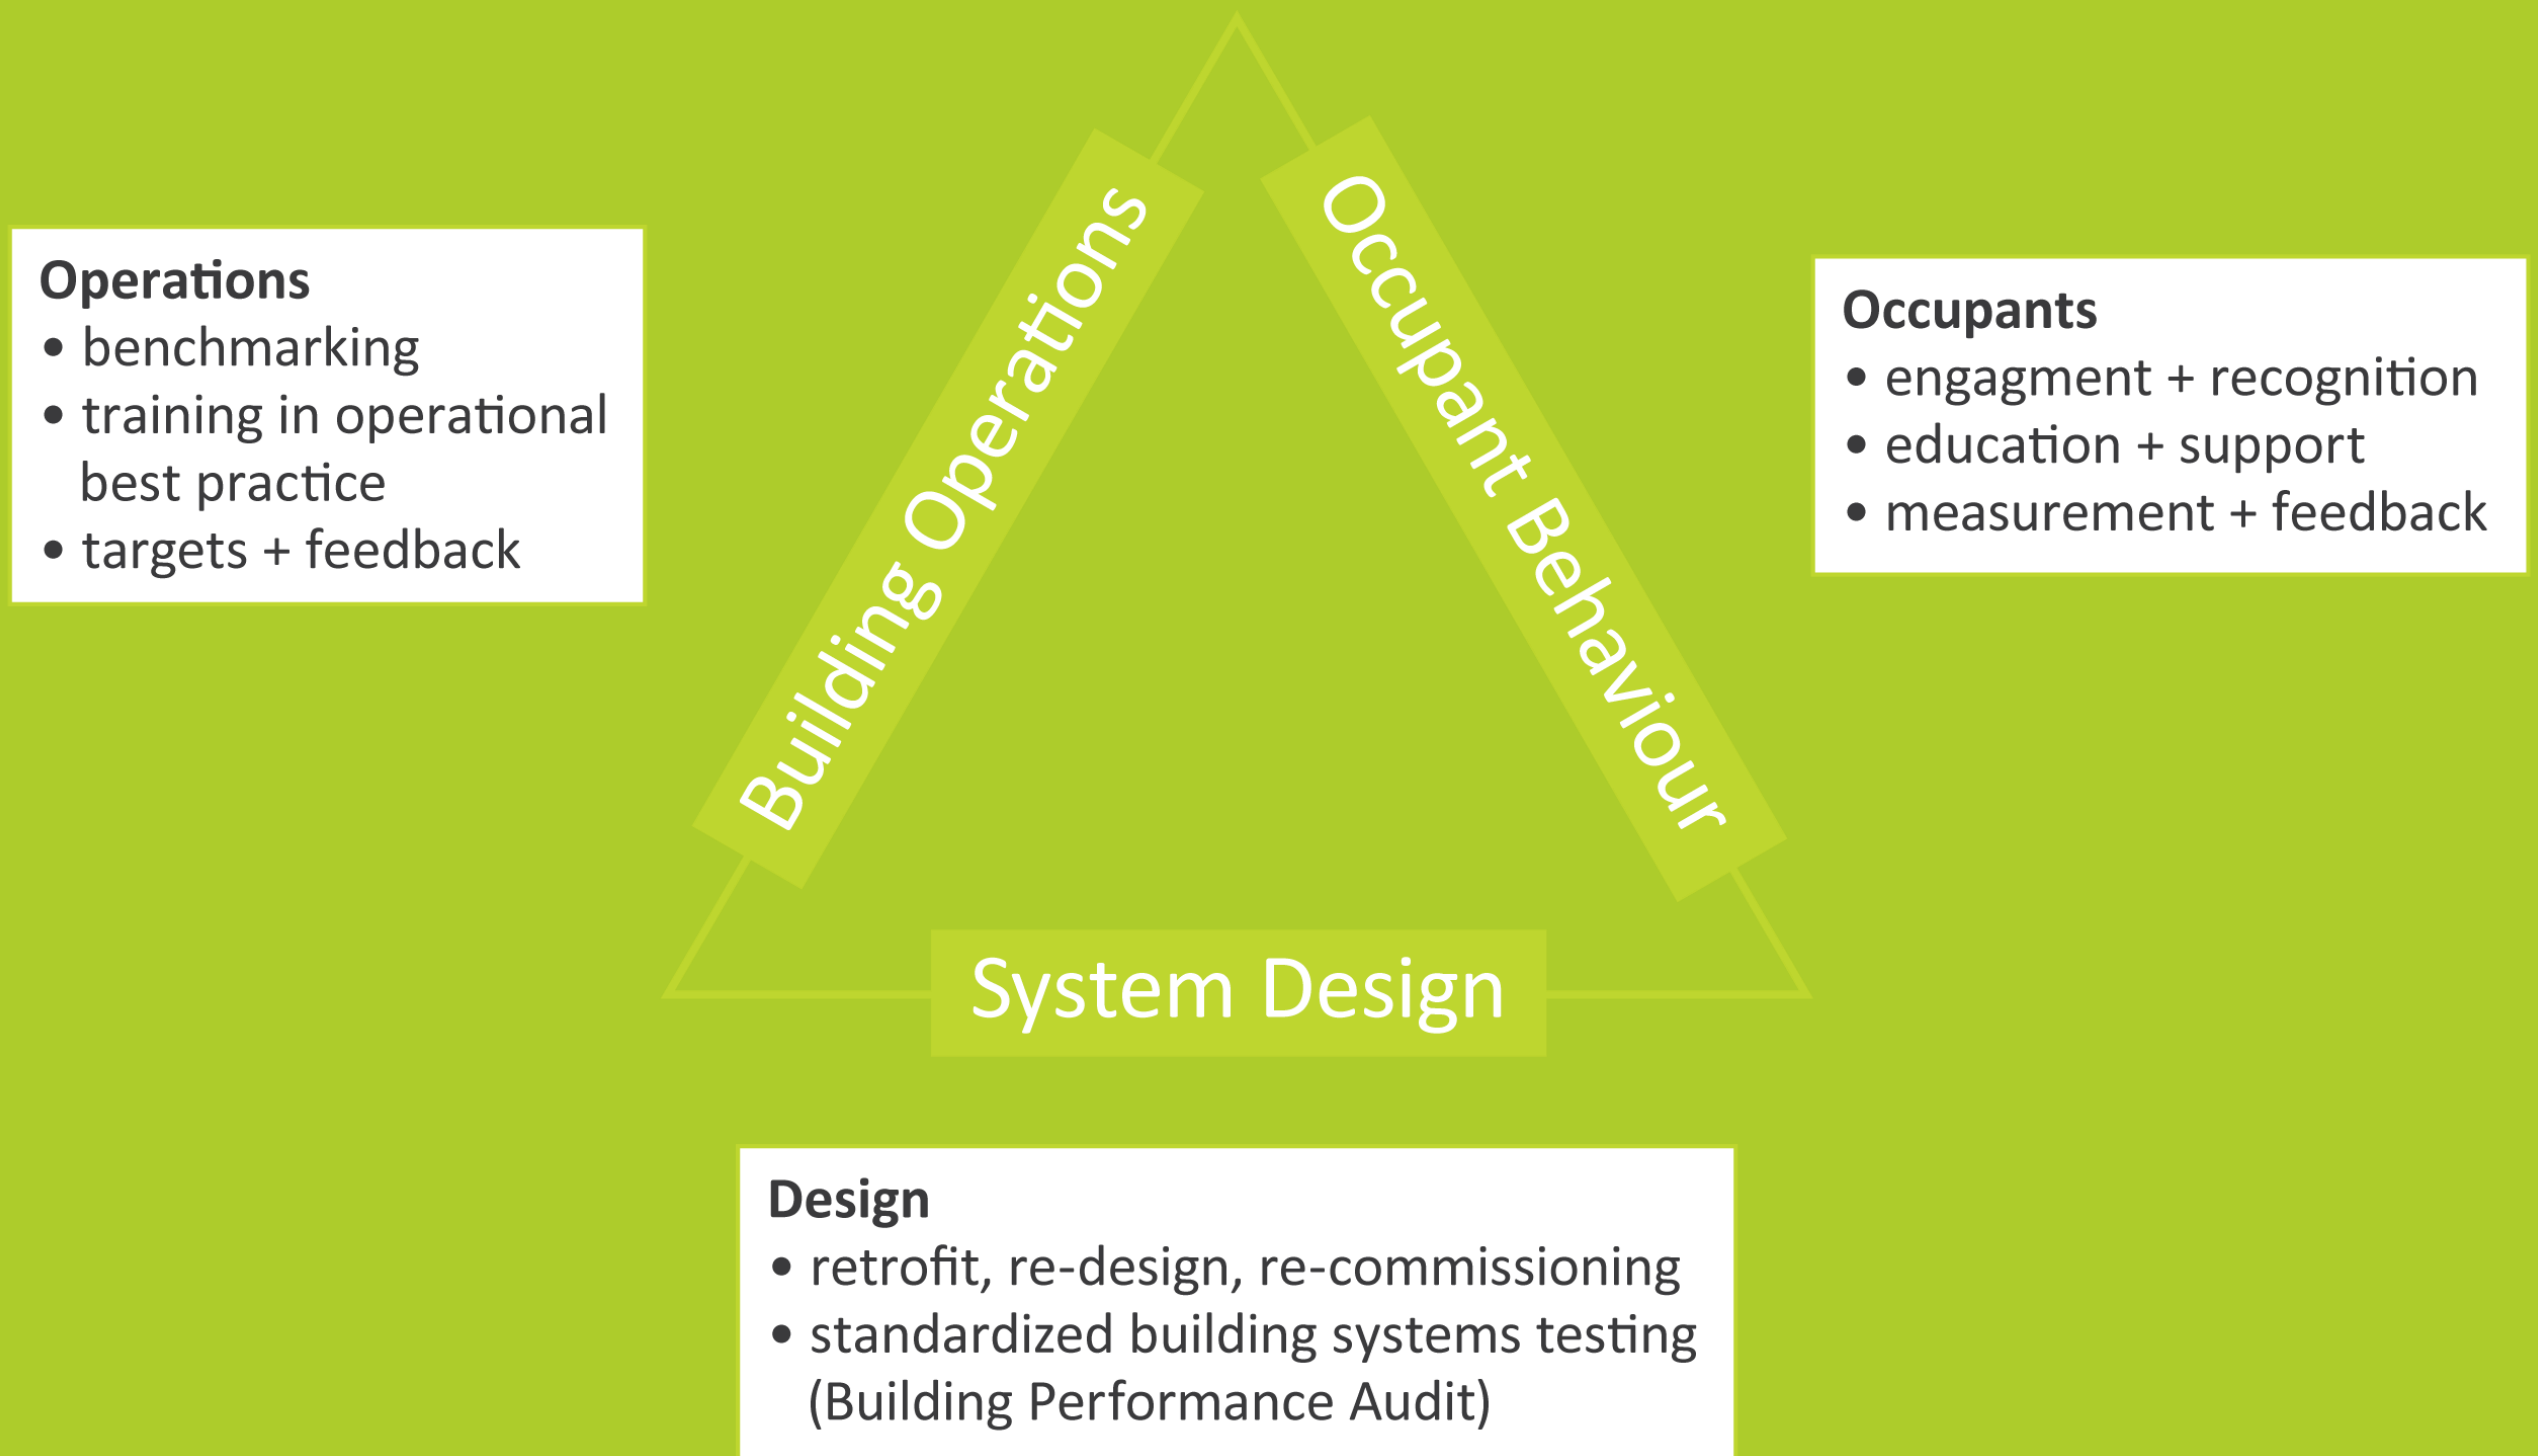 Building Operations
Occupant Behaviour
System Design
Operations
• benchmarking
• training in operational
best practice
• targets + feedback
Occupants
• engagment + recognition
• education + support
• measurement + feedback
Design
• retrofit, re-design, re-commissioning
• standardized building systems testing
(Building Performance Audit)